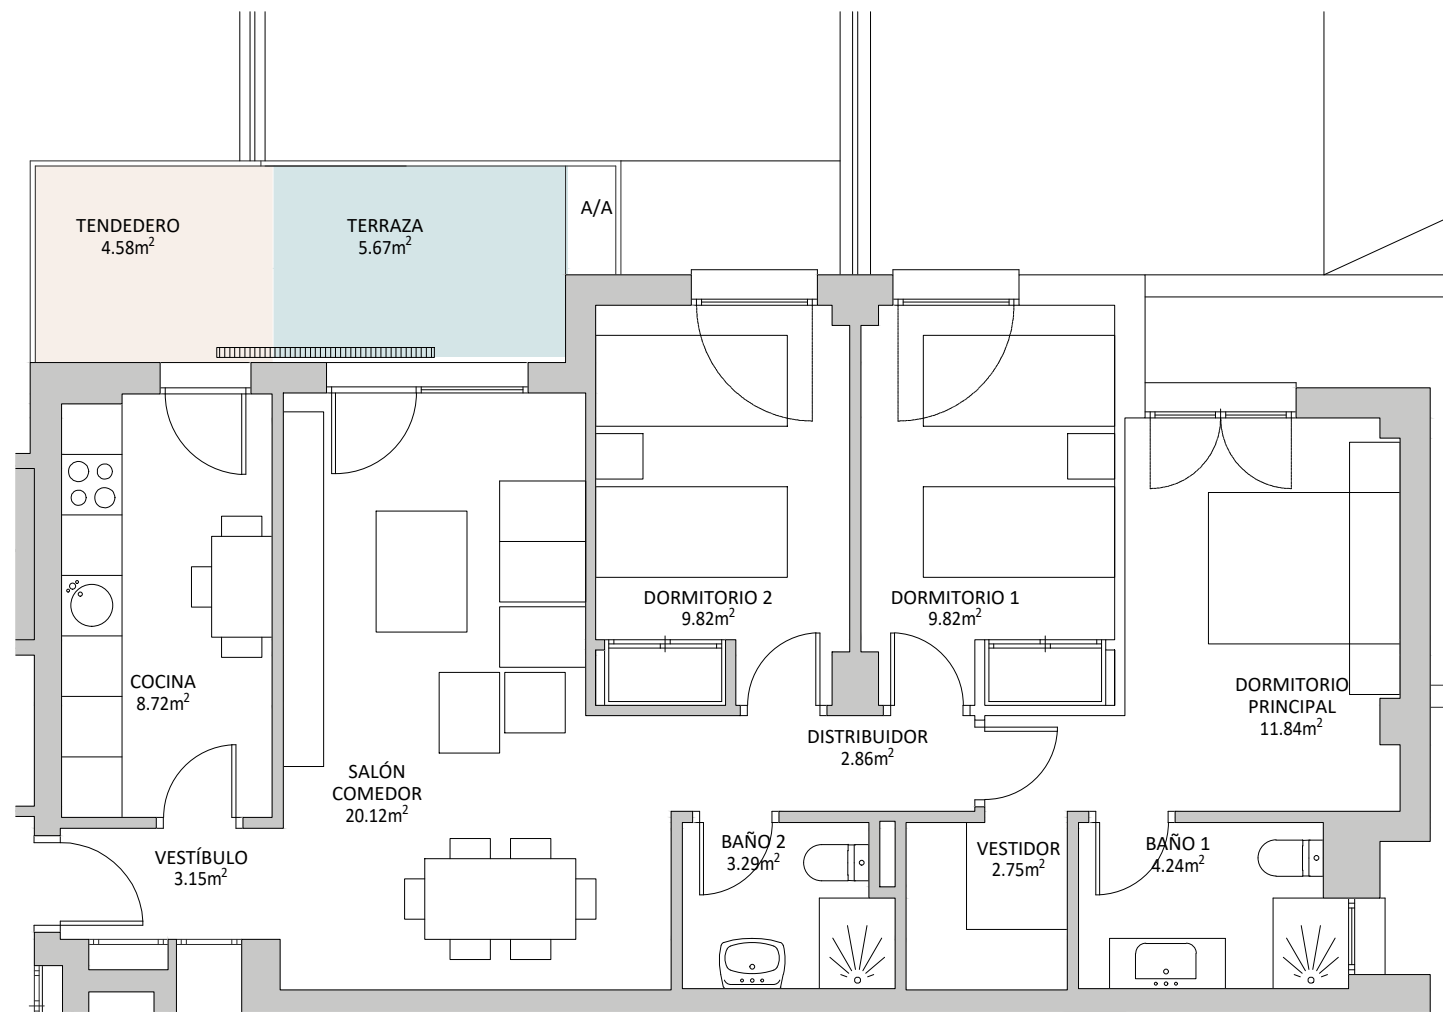 TENDEDERO
4.58m²
TERRAZA
5.67m²
A/A
DORMITORIO 2
9.82m²
DORMITORIO 1
9.82m²
COCINA
8.72m²
DORMITORIO
PRINCIPAL
11.84m²
DISTRIBUIDOR
2.86m²
SALÓN
COMEDOR
20.12m²
VESTÍBULO
3.15m²
BAÑO 2
3.29m²
VESTIDOR
2.75m²
BAÑO 1
4.24m²